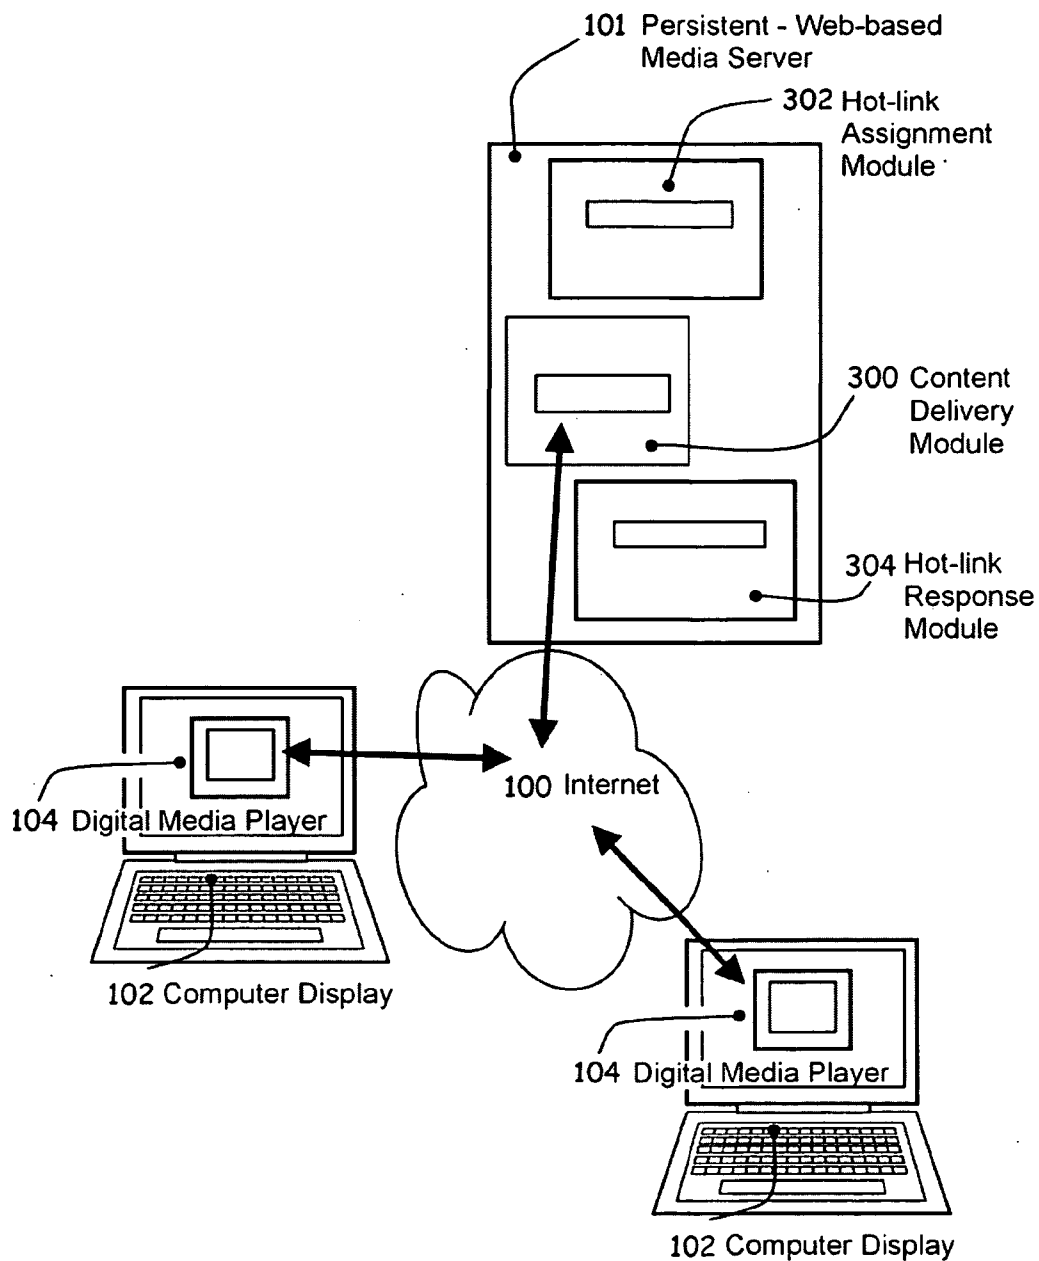 101 Persistent - Web-based
Media Server
302 Hot-link
Assignment
Module
300 Content
Delivery
Module
304 Hot-link
Response
Module
100 Internet
104 Digital Media Player
102 Computer Display
104 Digital Media Player
102 Computer Display